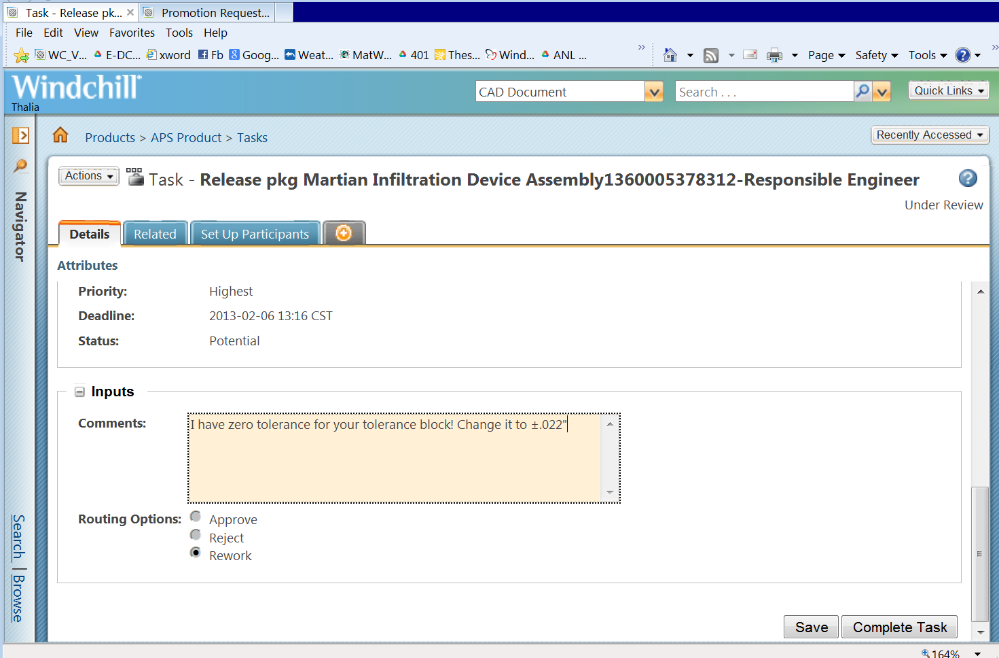 Task - Release pkg...
Promotion Request...
File Edit View Favorites Tools Help
WC_V... E-DC... xword Fb Goog... Weat... MatW... 401 Thes... Wind... ANL ... Page Safety Tools
Windchill
Thalia
CAD Document
Search . . .
Quick Links
Products > APS Product > Tasks
Recently Accessed
Navigator
Search | Browse
Actions
Task - Release pkg Martian Infiltration Device Assembly1360005378312-Responsible Engineer
Under Review
Details
Related
Set Up Participants
Attributes
Priority: Highest
Deadline: 2013-02-06 13:16 CST
Status: Potential
Inputs
Comments: I have zero tolerance for your tolerance block! Change it to ±.022"
Routing Options: Approve
Reject
Rework
Save
Complete Task
164%